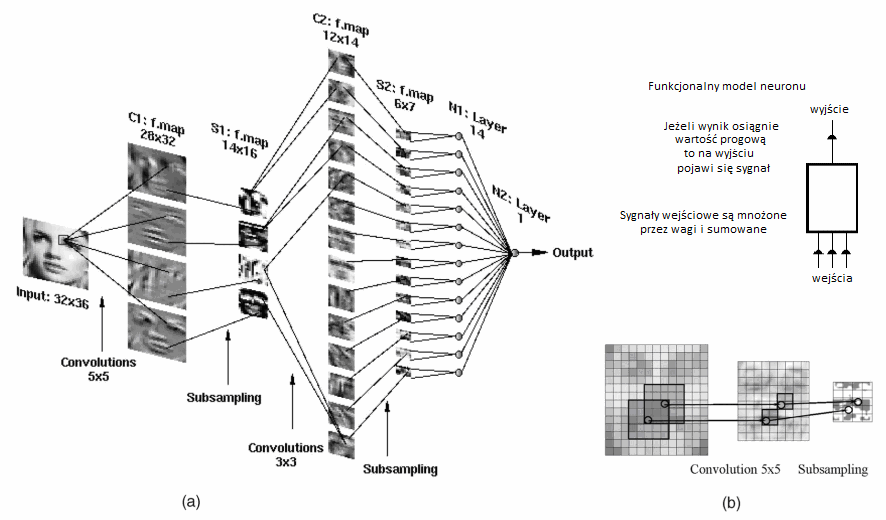 C2: f.map
12x14
S2: f.map
6x7
N1: Layer
14
C1: f.map
28x32
S1: f.map
14x16
N2: Layer
1
Output
Input: 32x36
Convolutions
5x5
Subsampling
Convolutions
3x3
Subsampling
(a)
Funkcjonalny model neuronu
wyjście
Jeżeli wynik osiągnie
wartość progową
to na wyjściu
pojawi się sygnał
Sygnały wejściowe są mnożone
przez wagi i sumowane
wejścia
Convolution 5x5 Subsampling
(b)